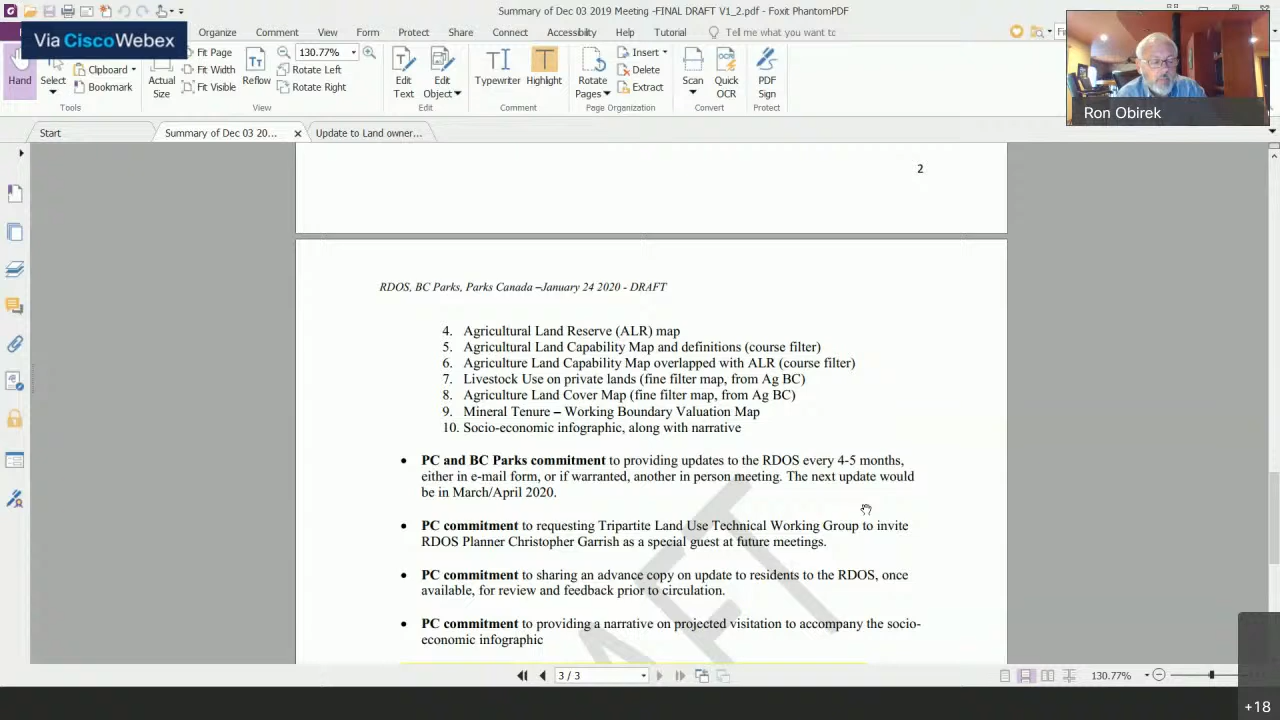 Summary of Dec 03 2019 Meeting -FINAL DRAFT V1_2.pdf - Foxit PhantomPDF
Via Cisco Webex
Organize Comment View Form Protect Share Connect Accessibility Help Tutorial Tell me what you want to
Hand
Select
Clipboard
Bookmark
Tools
Actual Size
Fit Page
Fit Width
Fit Visible
Reflow
130.77%
Rotate Left
Rotate Right
View
Edit Text
Edit Object
Edit
Typewriter
Highlight
Comment
Rotate Pages
Insert
Delete
Extract
Page Organization
Scan
Quick OCR
Convert
PDF Sign
Protect
Ron Obirek
Start
Summary of Dec 03 20...
Update to Land owner...
2
RDOS, BC Parks, Parks Canada –January 24 2020 - DRAFT
4. Agricultural Land Reserve (ALR) map
5. Agricultural Land Capability Map and definitions (course filter)
6. Agriculture Land Capability Map overlapped with ALR (course filter)
7. Livestock Use on private lands (fine filter map, from Ag BC)
8. Agriculture Land Cover Map (fine filter map, from Ag BC)
9. Mineral Tenure – Working Boundary Valuation Map
10. Socio-economic infographic, along with narrative
• PC and BC Parks commitment to providing updates to the RDOS every 4-5 months,
either in e-mail form, or if warranted, another in person meeting. The next update would
be in March/April 2020.
• PC commitment to requesting Tripartite Land Use Technical Working Group to invite
RDOS Planner Christopher Garrish as a special guest at future meetings.
• PC commitment to sharing an advance copy on update to residents to the RDOS, once
available, for review and feedback prior to circulation.
• PC commitment to providing a narrative on projected visitation to accompany the socio-
economic infographic
3 / 3
130.77%
+18